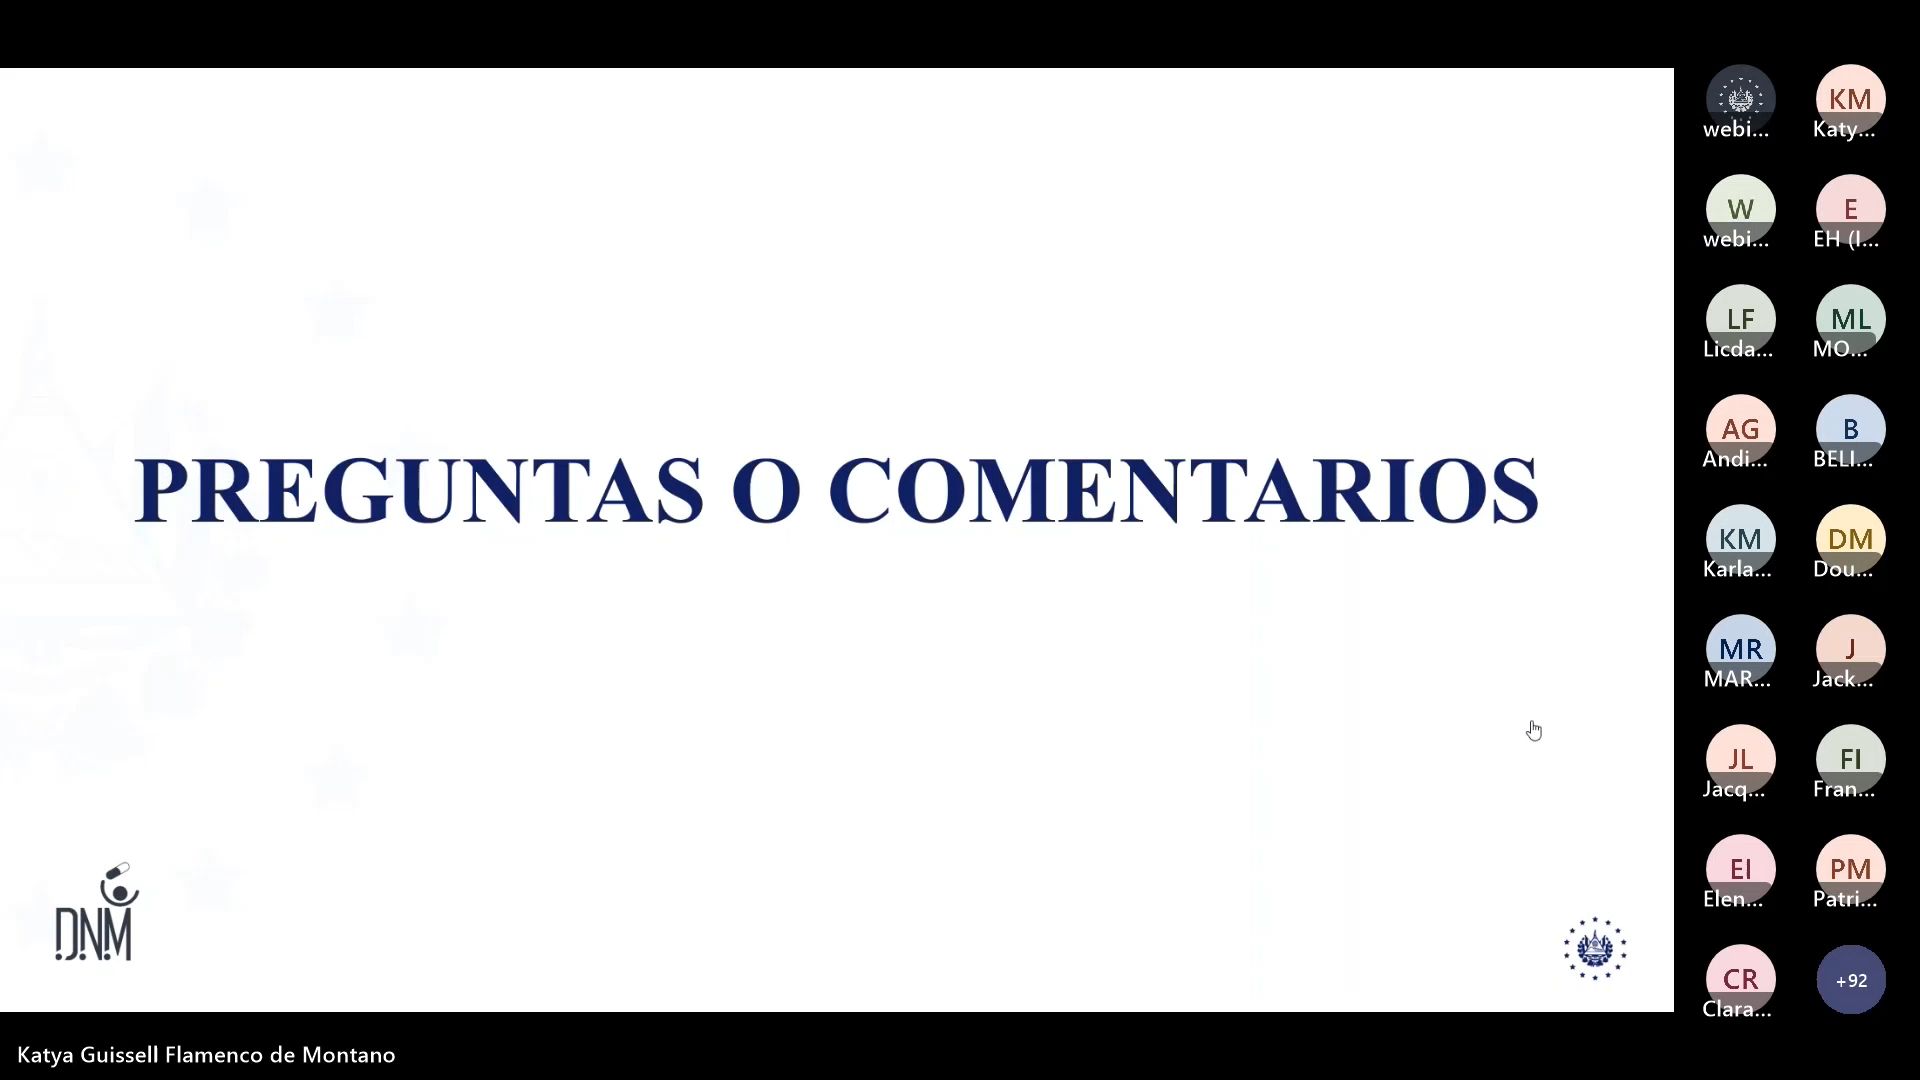 PREGUNTAS O COMENTARIOS
DNM
webi...
KM
Katy...
W
webi...
E
EH (I...
LF
Licda...
ML
MO...
AG
Andi...
B
BELI...
KM
Karla...
DM
Dou...
MR
MAR...
J
Jack...
JL
Jacq...
FI
Fran...
EI
Elen...
PM
Patri...
CR
Clara...
+92
Katya Guissell Flamenco de Montano